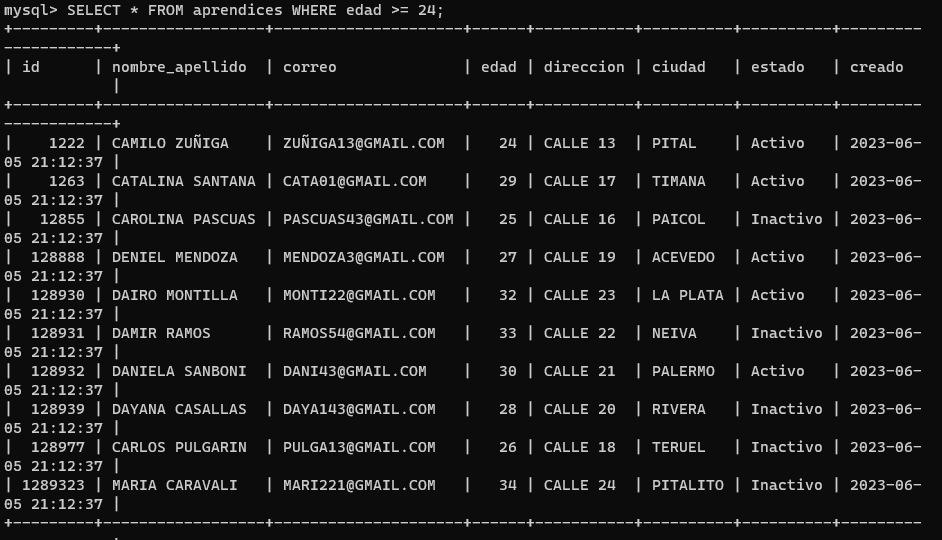 mysql> SELECT * FROM aprendices WHERE edad >= 24;
+---------+------------------+---------------------+------+-----------+----------+----------+---------
------------+
| id      | nombre_apellido  | correo              | edad | direccion | ciudad   | estado   | creado
            |
+---------+------------------+---------------------+------+-----------+----------+----------+---------
------------+
|    1222 | CAMILO ZUÑIGA    | ZUÑIGA13@GMAIL.COM  |   24 | CALLE 13  | PITAL    | Activo   | 2023-06-
05 21:12:37 |
|    1263 | CATALINA SANTANA | CATA01@GMAIL.COM    |   29 | CALLE 17  | TIMANA   | Activo   | 2023-06-
05 21:12:37 |
|   12855 | CAROLINA PASCUAS | PASCUAS43@GMAIL.COM |   25 | CALLE 16  | PAICOL   | Inactivo | 2023-06-
05 21:12:37 |
|  128888 | DENIEL MENDOZA   | MENDOZA3@GMAIL.COM  |   27 | CALLE 19  | ACEVEDO  | Activo   | 2023-06-
05 21:12:37 |
|  128930 | DAIRO MONTILLA   | MONTI22@GMAIL.COM   |   32 | CALLE 23  | LA PLATA | Activo   | 2023-06-
05 21:12:37 |
|  128931 | DAMIR RAMOS      | RAMOS54@GMAIL.COM   |   33 | CALLE 22  | NEIVA    | Inactivo | 2023-06-
05 21:12:37 |
|  128932 | DANIELA SANBONI  | DANI43@GMAIL.COM    |   30 | CALLE 21  | PALERMO  | Activo   | 2023-06-
05 21:12:37 |
|  128939 | DAYANA CASALLAS  | DAYA143@GMAIL.COM   |   28 | CALLE 20  | RIVERA   | Inactivo | 2023-06-
05 21:12:37 |
|  128977 | CARLOS PULGARIN  | PULGA13@GMAIL.COM   |   26 | CALLE 18  | TERUEL   | Inactivo | 2023-06-
05 21:12:37 |
| 1289323 | MARIA CARAVALI   | MARI221@GMAIL.COM   |   34 | CALLE 24  | PITALITO | Inactivo | 2023-06-
05 21:12:37 |
+---------+------------------+---------------------+------+-----------+----------+----------+---------